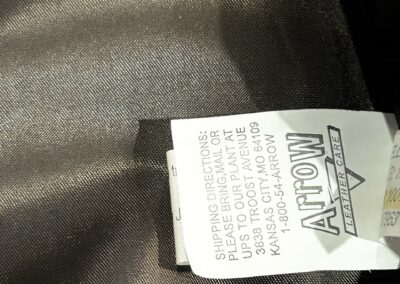 SHIPPING DIRECTIONS:
PLEASE BRING,MAIL OR
UPS TO OUR PLANT AT
3838 TROOST AVENUE
KANSAS CITY,MO 64109
1-800-54-ARROW
Arrow
LEATHER CARE